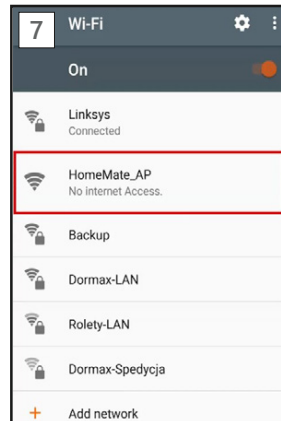 7
Wi-Fi
On
Linksys
Connected
HomeMate_AP
No internet Access.
Backup
Dormax-LAN
Rolety-LAN
Dormax-Spedycja
+ Add network